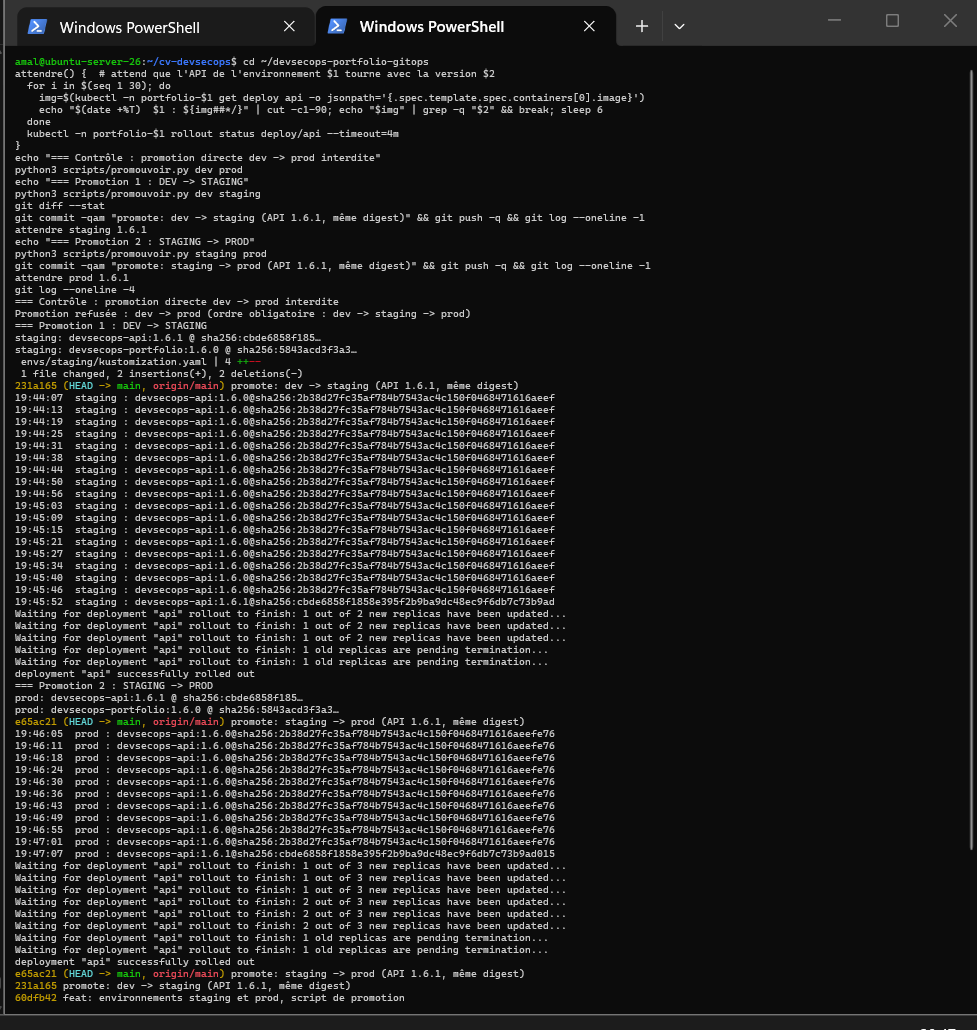 Windows PowerShell
Windows PowerShell
amal@ubuntu-server-26:~/cv-devsecops$ cd ~/devsecops-portfolio-gitops
attendre() {  # attend que l'API de l'environnement $1 tourne avec la version $2
  for i in $(seq 1 30); do
    img=$(kubectl -n portfolio-$1 get deploy api -o jsonpath='{.spec.template.spec.containers[0].image}')
    echo "$(date +%T)  $1 : ${img##*/}" | cut -c1-90; echo "$img" | grep -q "$2" && break; sleep 6
  done
  kubectl -n portfolio-$1 rollout status deploy/api --timeout=4m
}
echo "=== Contrôle : promotion directe dev -> prod interdite"
python3 scripts/promouvoir.py dev prod
echo "=== Promotion 1 : DEV -> STAGING"
python3 scripts/promouvoir.py dev staging
git diff --stat
git commit -qam "promote: dev -> staging (API 1.6.1, même digest)" && git push -q && git log --oneline -1
attendre staging 1.6.1
echo "=== Promotion 2 : STAGING -> PROD"
python3 scripts/promouvoir.py staging prod
git commit -qam "promote: staging -> prod (API 1.6.1, même digest)" && git push -q && git log --oneline -1
attendre prod 1.6.1
git log --oneline -4
=== Contrôle : promotion directe dev -> prod interdite
Promotion refusée : dev -> prod (ordre obligatoire : dev -> staging -> prod)
=== Promotion 1 : DEV -> STAGING
staging: devsecops-api:1.6.1 @ sha256:cbde6858f185…
staging: devsecops-portfolio:1.6.0 @ sha256:5843acd3f3a3…
 envs/staging/kustomization.yaml | 4 ++--
 1 file changed, 2 insertions(+), 2 deletions(-)
231a165 (HEAD -> main, origin/main) promote: dev -> staging (API 1.6.1, même digest)
19:44:07  staging : devsecops-api:1.6.0@sha256:2b38d27fc35af784b7543ac4c150f0468471616aeef
19:44:13  staging : devsecops-api:1.6.0@sha256:2b38d27fc35af784b7543ac4c150f0468471616aeef
19:44:19  staging : devsecops-api:1.6.0@sha256:2b38d27fc35af784b7543ac4c150f0468471616aeef
19:44:25  staging : devsecops-api:1.6.0@sha256:2b38d27fc35af784b7543ac4c150f0468471616aeef
19:44:31  staging : devsecops-api:1.6.0@sha256:2b38d27fc35af784b7543ac4c150f0468471616aeef
19:44:38  staging : devsecops-api:1.6.0@sha256:2b38d27fc35af784b7543ac4c150f0468471616aeef
19:44:44  staging : devsecops-api:1.6.0@sha256:2b38d27fc35af784b7543ac4c150f0468471616aeef
19:44:50  staging : devsecops-api:1.6.0@sha256:2b38d27fc35af784b7543ac4c150f0468471616aeef
19:44:56  staging : devsecops-api:1.6.0@sha256:2b38d27fc35af784b7543ac4c150f0468471616aeef
19:45:03  staging : devsecops-api:1.6.0@sha256:2b38d27fc35af784b7543ac4c150f0468471616aeef
19:45:09  staging : devsecops-api:1.6.0@sha256:2b38d27fc35af784b7543ac4c150f0468471616aeef
19:45:15  staging : devsecops-api:1.6.0@sha256:2b38d27fc35af784b7543ac4c150f0468471616aeef
19:45:21  staging : devsecops-api:1.6.0@sha256:2b38d27fc35af784b7543ac4c150f0468471616aeef
19:45:27  staging : devsecops-api:1.6.0@sha256:2b38d27fc35af784b7543ac4c150f0468471616aeef
19:45:34  staging : devsecops-api:1.6.0@sha256:2b38d27fc35af784b7543ac4c150f0468471616aeef
19:45:40  staging : devsecops-api:1.6.0@sha256:2b38d27fc35af784b7543ac4c150f0468471616aeef
19:45:46  staging : devsecops-api:1.6.0@sha256:2b38d27fc35af784b7543ac4c150f0468471616aeef
19:45:52  staging : devsecops-api:1.6.1@sha256:cbde6858f1858e395f2b9ba9dc48ec9f6db7c73b9ad
Waiting for deployment "api" rollout to finish: 1 out of 2 new replicas have been updated...
Waiting for deployment "api" rollout to finish: 1 out of 2 new replicas have been updated...
Waiting for deployment "api" rollout to finish: 1 out of 2 new replicas have been updated...
Waiting for deployment "api" rollout to finish: 1 old replicas are pending termination...
Waiting for deployment "api" rollout to finish: 1 old replicas are pending termination...
deployment "api" successfully rolled out
=== Promotion 2 : STAGING -> PROD
prod: devsecops-api:1.6.1 @ sha256:cbde6858f185…
prod: devsecops-portfolio:1.6.0 @ sha256:5843acd3f3a3…
e65ac21 (HEAD -> main, origin/main) promote: staging -> prod (API 1.6.1, même digest)
19:46:05  prod : devsecops-api:1.6.0@sha256:2b38d27fc35af784b7543ac4c150f0468471616aeefe76
19:46:11  prod : devsecops-api:1.6.0@sha256:2b38d27fc35af784b7543ac4c150f0468471616aeefe76
19:46:18  prod : devsecops-api:1.6.0@sha256:2b38d27fc35af784b7543ac4c150f0468471616aeefe76
19:46:24  prod : devsecops-api:1.6.0@sha256:2b38d27fc35af784b7543ac4c150f0468471616aeefe76
19:46:30  prod : devsecops-api:1.6.0@sha256:2b38d27fc35af784b7543ac4c150f0468471616aeefe76
19:46:36  prod : devsecops-api:1.6.0@sha256:2b38d27fc35af784b7543ac4c150f0468471616aeefe76
19:46:43  prod : devsecops-api:1.6.0@sha256:2b38d27fc35af784b7543ac4c150f0468471616aeefe76
19:46:49  prod : devsecops-api:1.6.0@sha256:2b38d27fc35af784b7543ac4c150f0468471616aeefe76
19:46:55  prod : devsecops-api:1.6.0@sha256:2b38d27fc35af784b7543ac4c150f0468471616aeefe76
19:47:01  prod : devsecops-api:1.6.0@sha256:2b38d27fc35af784b7543ac4c150f0468471616aeefe76
19:47:07  prod : devsecops-api:1.6.1@sha256:cbde6858f1858e395f2b9ba9dc48ec9f6db7c73b9ad015
Waiting for deployment "api" rollout to finish: 1 out of 3 new replicas have been updated...
Waiting for deployment "api" rollout to finish: 1 out of 3 new replicas have been updated...
Waiting for deployment "api" rollout to finish: 1 out of 3 new replicas have been updated...
Waiting for deployment "api" rollout to finish: 2 out of 3 new replicas have been updated...
Waiting for deployment "api" rollout to finish: 2 out of 3 new replicas have been updated...
Waiting for deployment "api" rollout to finish: 2 out of 3 new replicas have been updated...
Waiting for deployment "api" rollout to finish: 1 old replicas are pending termination...
Waiting for deployment "api" rollout to finish: 1 old replicas are pending termination...
deployment "api" successfully rolled out
e65ac21 (HEAD -> main, origin/main) promote: staging -> prod (API 1.6.1, même digest)
231a165 promote: dev -> staging (API 1.6.1, même digest)
60dfb42 feat: environnements staging et prod, script de promotion